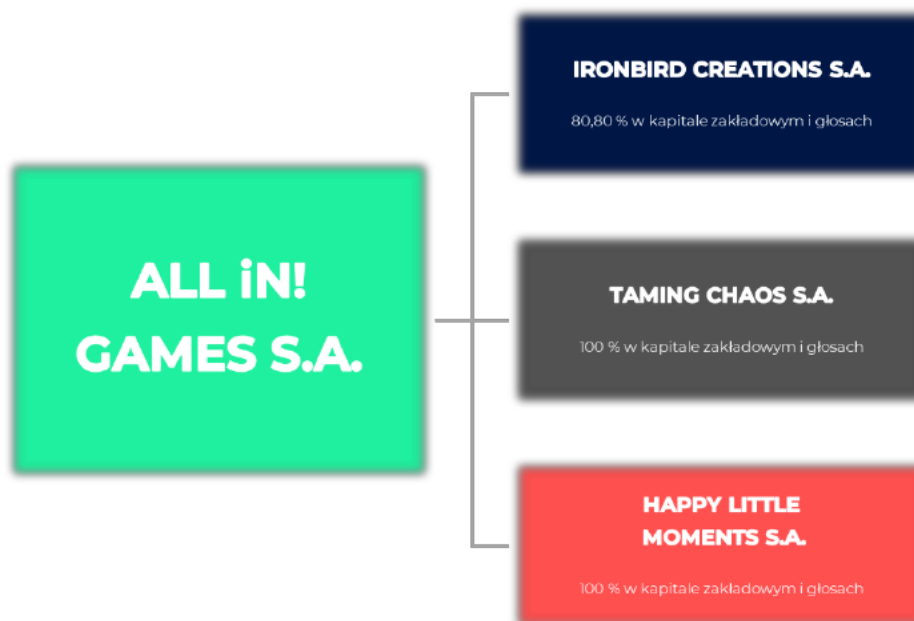 ALL iN!
GAMES S.A.
IRONBIRD CREATIONS S.A.
80,80 % w kapitale zakładowym i głosach
TAMING CHAOS S.A.
100 % w kapitale zakładowym i głosach
HAPPY LITTLE
MOMENTS S.A.
100 % w kapitale zakładowym i głosach